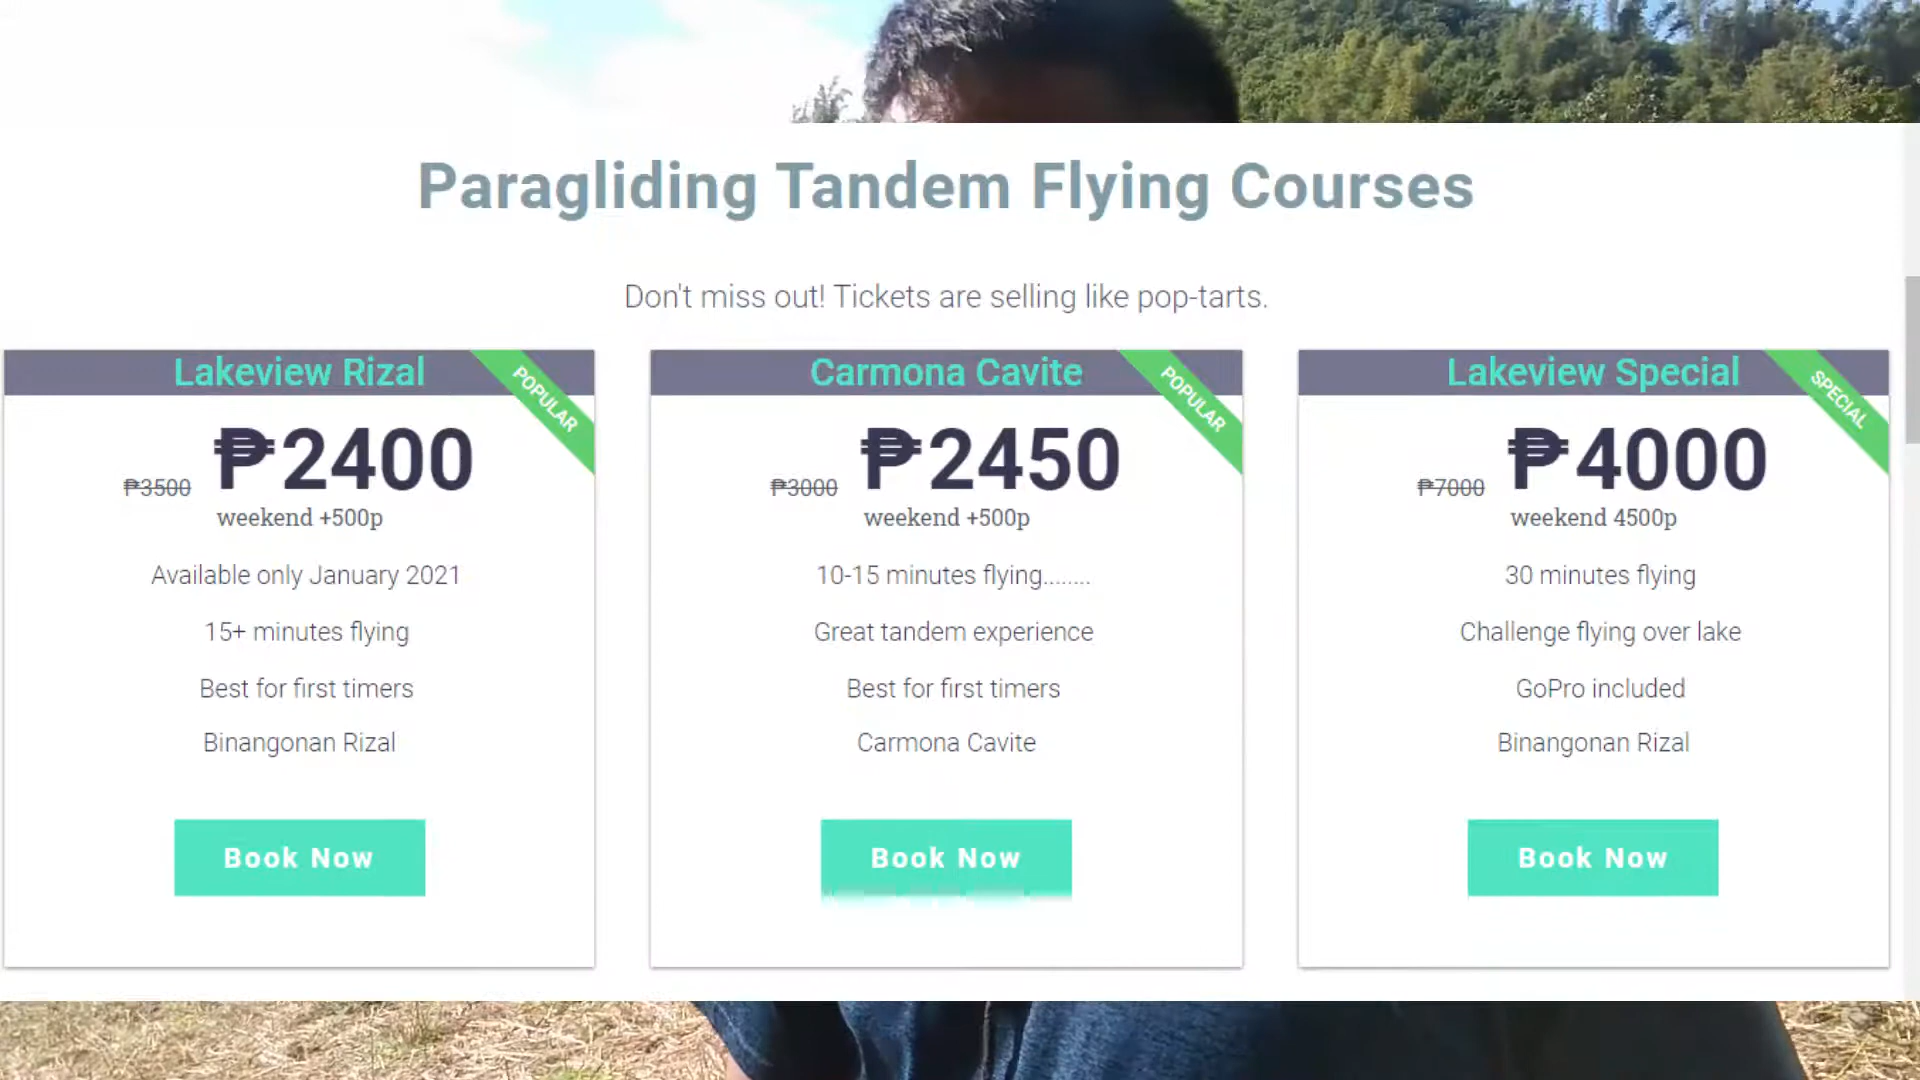 Paragliding Tandem Flying Courses
Don't miss out! Tickets are selling like pop-tarts.
Lakeview Rizal
POPULAR
₱3500 ₱2400
weekend +500p
Available only January 2021
15+ minutes flying
Best for first timers
Binangonan Rizal
Book Now
Carmona Cavite
POPULAR
₱3000 ₱2450
weekend +500p
10-15 minutes flying........
Great tandem experience
Best for first timers
Carmona Cavite
Book Now
Lakeview Special
SPECIAL
₱7000 ₱4000
weekend 4500p
30 minutes flying
Challenge flying over lake
GoPro included
Binangonan Rizal
Book Now